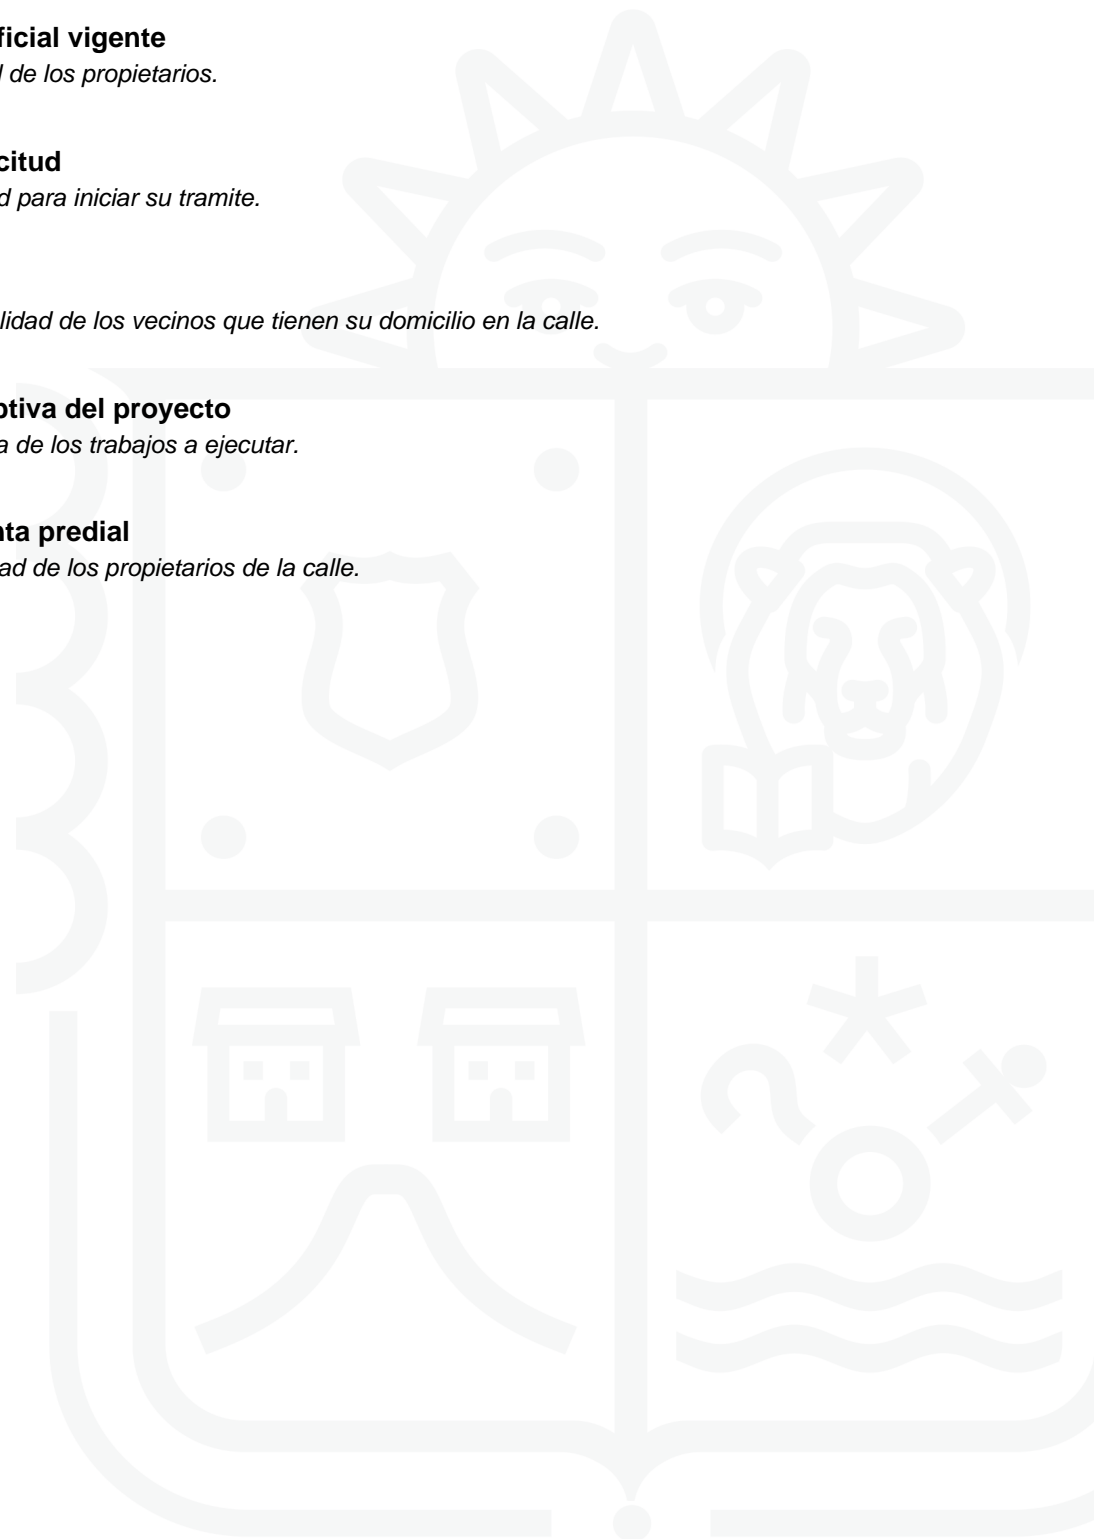 ficial vigente
l de los propietarios.
citud
d para iniciar su tramite.
lidad de los vecinos que tienen su domicilio en la calle.
ptiva del proyecto
a de los trabajos a ejecutar.
nta predial
ad de los propietarios de la calle.